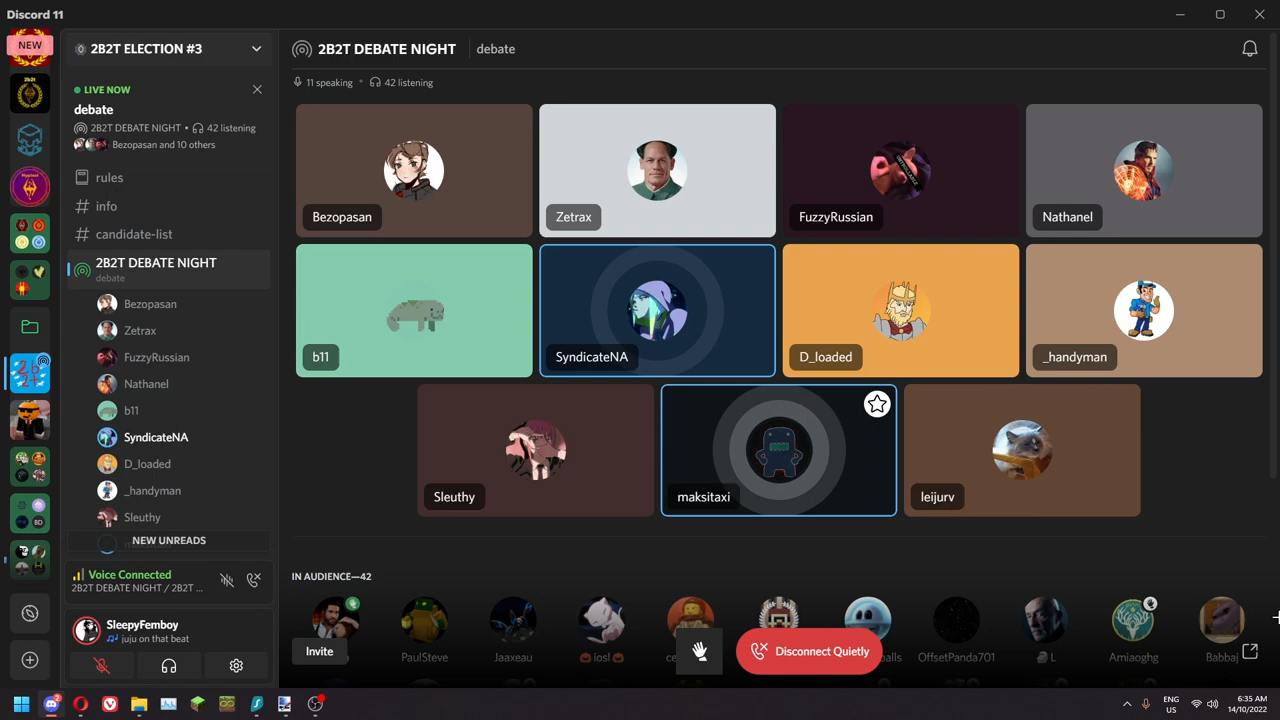 Discord 11
NEW
2B2T ELECTION #3
LIVE NOW
debate
2B2T DEBATE NIGHT • 42 listening
Bezopasan and 10 others
rules
info
candidate-list
2B2T DEBATE NIGHT
debate
Bezopasan
Zetrax
FuzzyRussian
Nathanel
b11
SyndicateNA
D_loaded
_handyman
Sleuthy
NEW UNREADS
Voice Connected
2B2T DEBATE NIGHT / 2B2T ...
SleepyFemboy
juju on that beat
2B2T DEBATE NIGHT
debate
11 speaking • 42 listening
Bezopasan
Zetrax
FuzzyRussian
Nathanel
b11
SyndicateNA
D_loaded
_handyman
Sleuthy
maksitaxi
leijurv
IN AUDIENCE—42
PaulSteve
Jaaxeau
iosl
OffsetPanda701
L
Amiaoghg
Babbaj
Invite
Disconnect Quietly
ENG
US
6:35 AM
14/10/2022